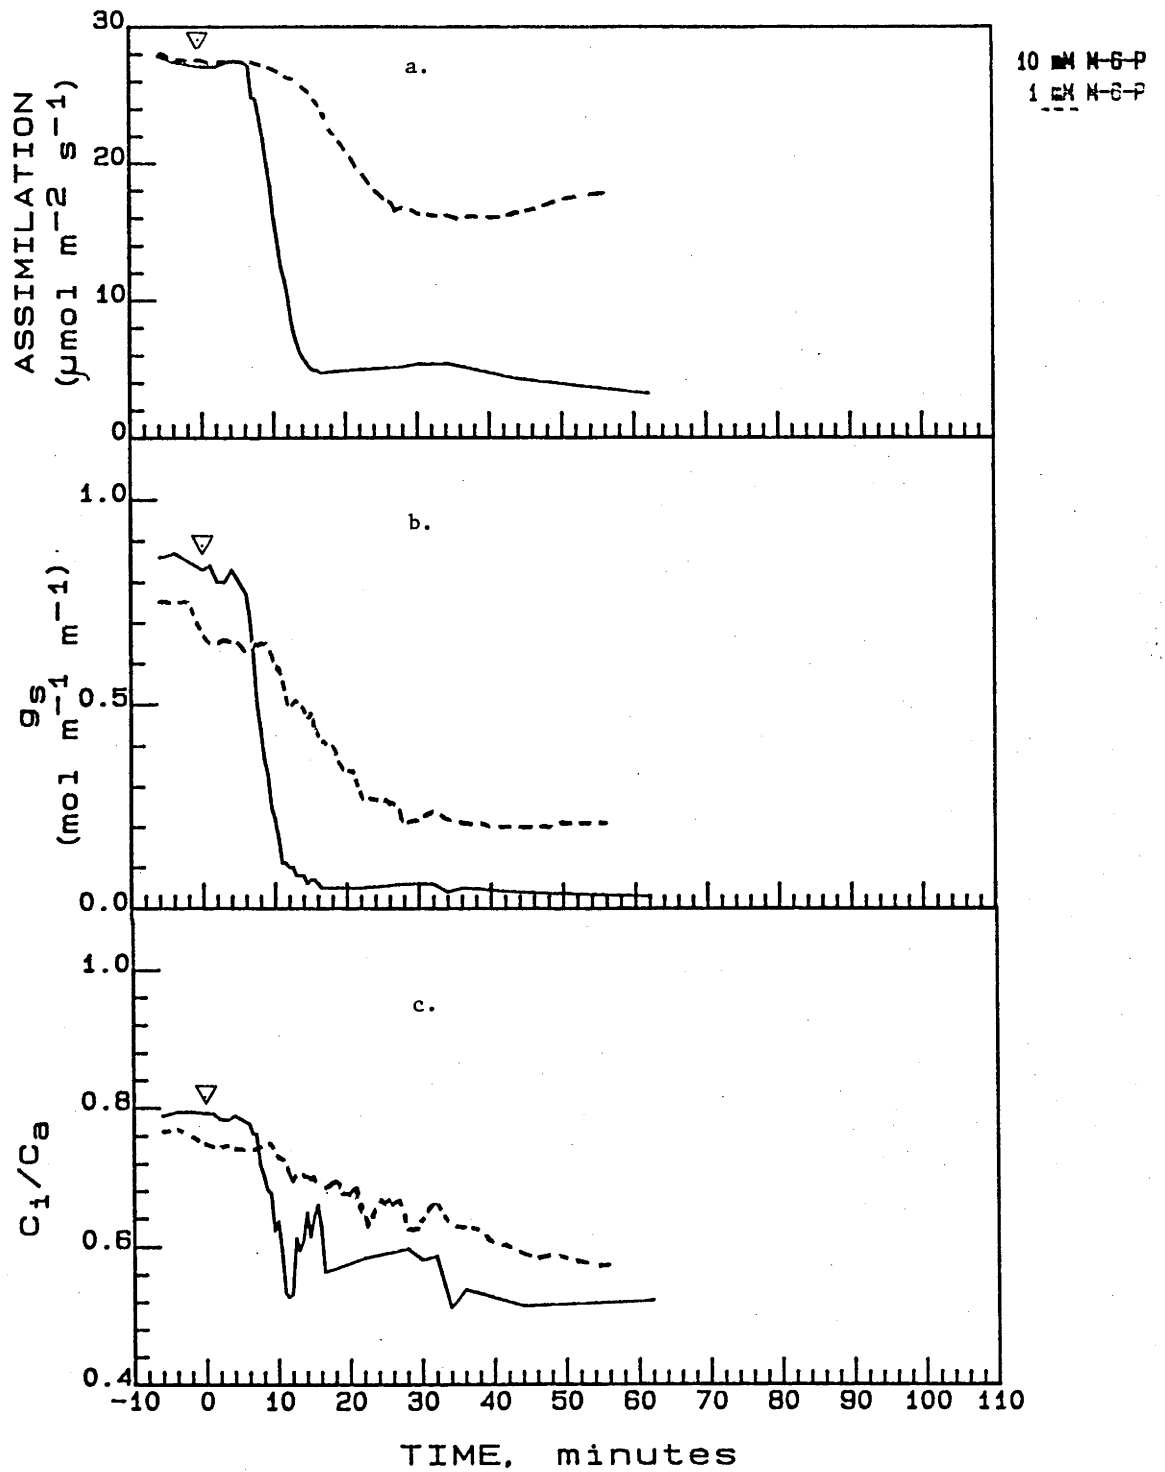 30
a.
10 mM M-6-P
1 mM M-6-P
ASSIMILATION
(μmol m-2 s-1)
20
10
0
1.0
b.
gs
(mol m-1 m-1)
0.5
0.0
1.0
c.
0.8
Ci/Ca
0.6
0.4
-10 0 10 20 30 40 50 60 70 80 90 100 110
TIME, minutes